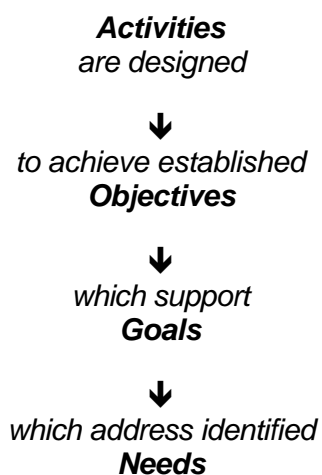 Activities
are designed
to achieve established
Objectives
which support
Goals
which address identified
Needs